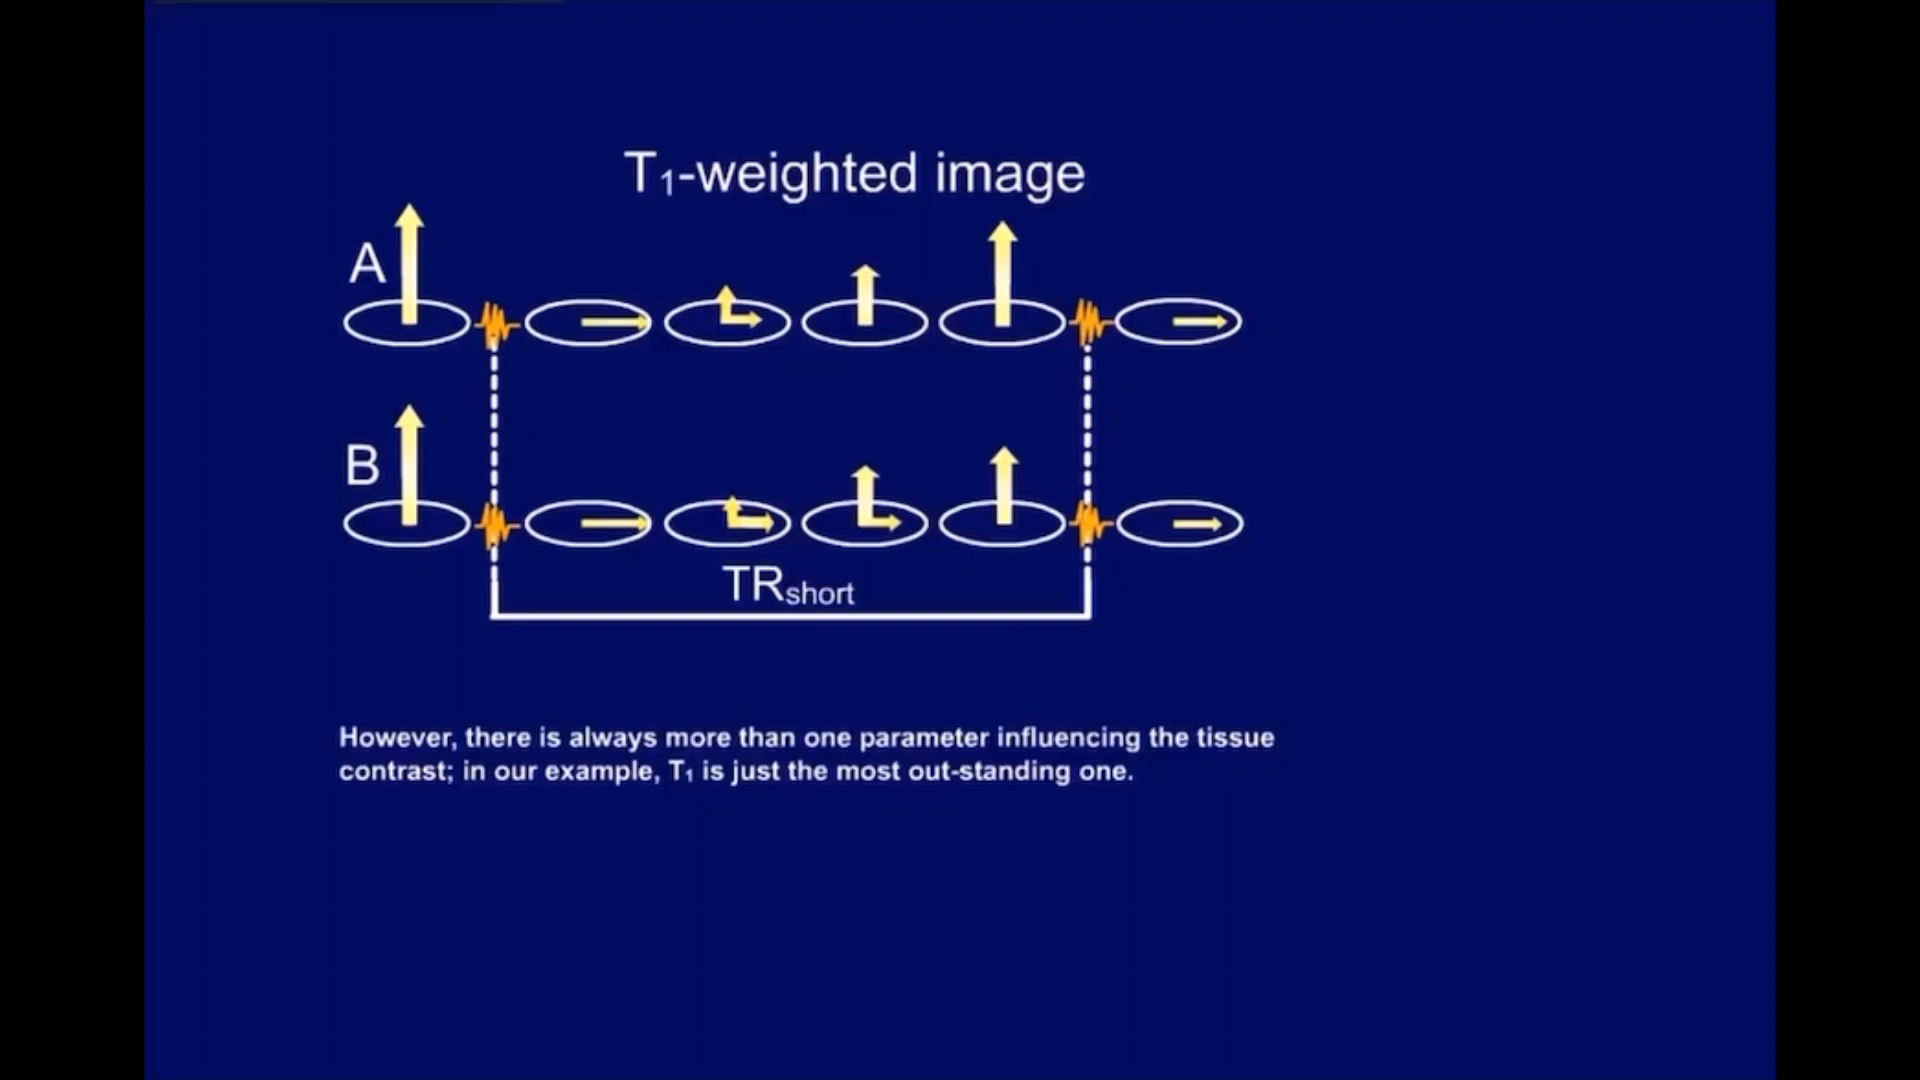 T₁-weighted image
A
B
TRshort
However, there is always more than one parameter influencing the tissue
contrast; in our example, T₁ is just the most out-standing one.